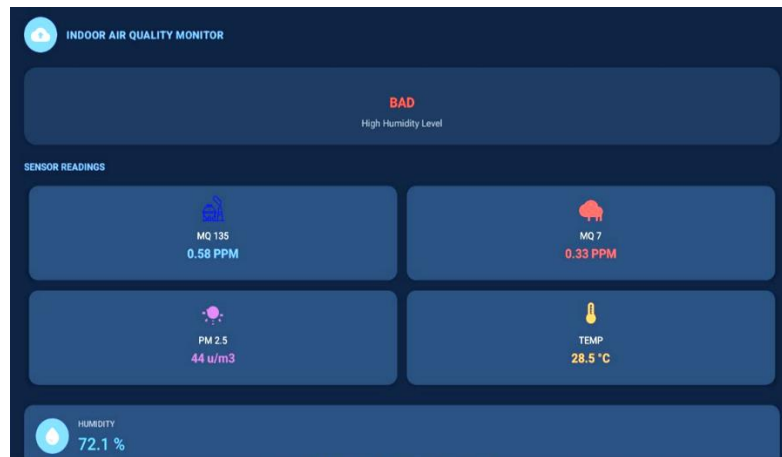 INDOOR AIR QUALITY MONITOR
BAD
High Humidity Level
SENSOR READINGS
MQ 135
0.58 PPM
MQ 7
0.33 PPM
PM 2.5
44 u/m3
TEMP
28.5 °C
HUMIDITY
72.1 %